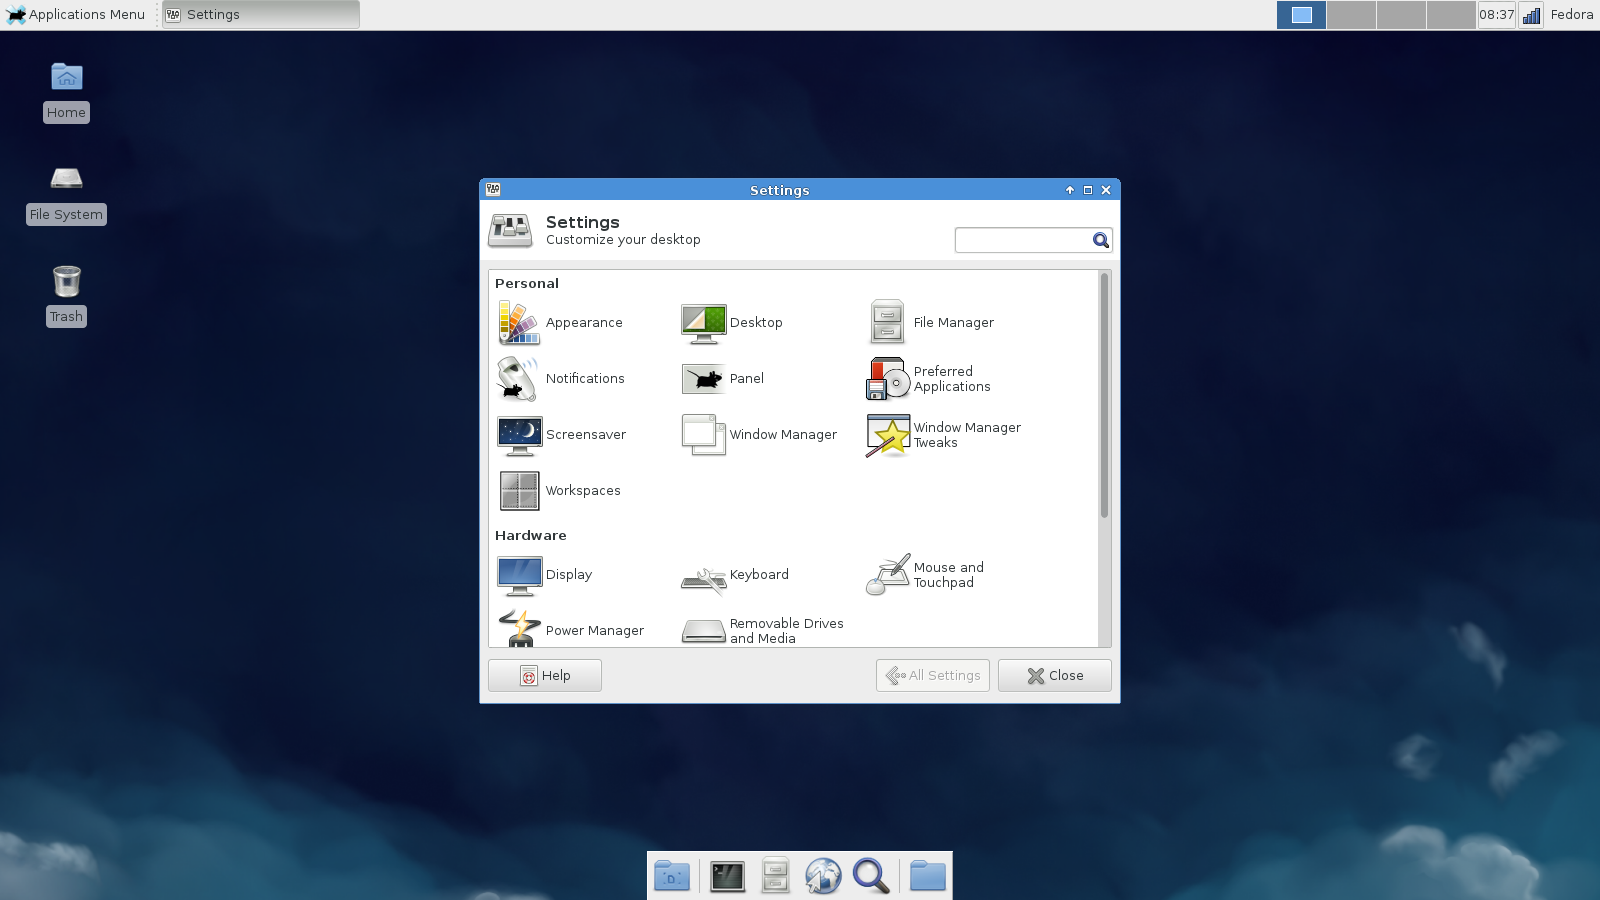 Applications Menu
Settings
08:37
Fedora
Home
File System
Trash
Settings
Settings
Customize your desktop
Personal
Appearance
Desktop
File Manager
Notifications
Panel
Preferred
Applications
Screensaver
Window Manager
Window Manager
Tweaks
Workspaces
Hardware
Display
Keyboard
Mouse and
Touchpad
Power Manager
Removable Drives
and Media
Help
All Settings
Close